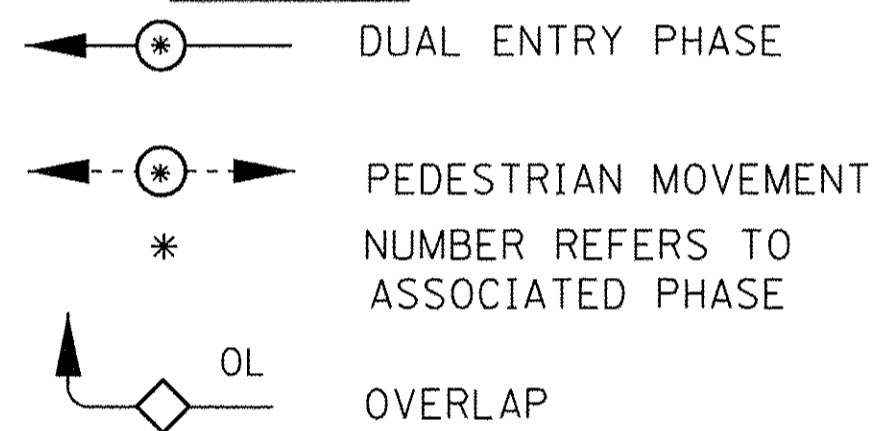 DUAL ENTRY PHASE
PEDESTRIAN MOVEMENT
* NUMBER REFERS TO
ASSOCIATED PHASE
OL
OVERLAP